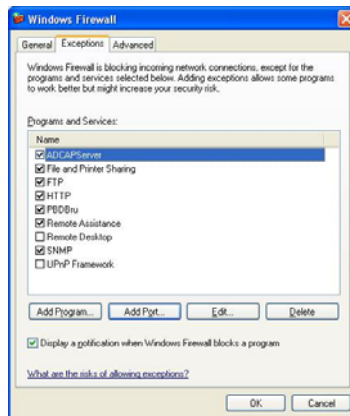 Windows Firewall
General Exceptions Advanced
Windows Firewall is blocking incoming network connections, except for the
programs and services selected below. Adding exceptions allows some programs
to work better but might increase your security risk.
Programs and Services:
Name
ADCAPServer
File and Printer Sharing
FTP
HTTP
PBDBru
Remote Assistance
Remote Desktop
SNMP
UPnP Framework
Add Program... Add Port... Edit... Delete
Display a notification when Windows Firewall blocks a program
What are the risks of allowing exceptions?
OK Cancel